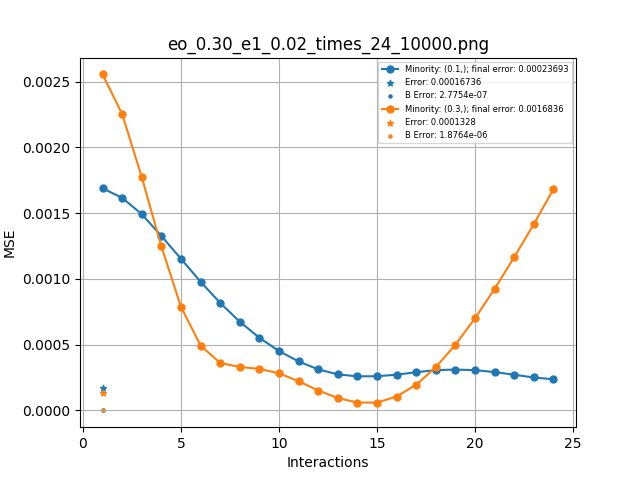 eo_0.30_e1_0.02_times_24_10000.png
Minority: (0.1,); final error: 0.00023693
Error: 0.00016736
B Error: 2.7754e-07
Minority: (0.3,); final error: 0.0016836
Error: 0.0001328
B Error: 1.8764e-06
MSE
0.0025
0.0020
0.0015
0.0010
0.0005
0.0000
0 5 10 15 20 25
Interactions